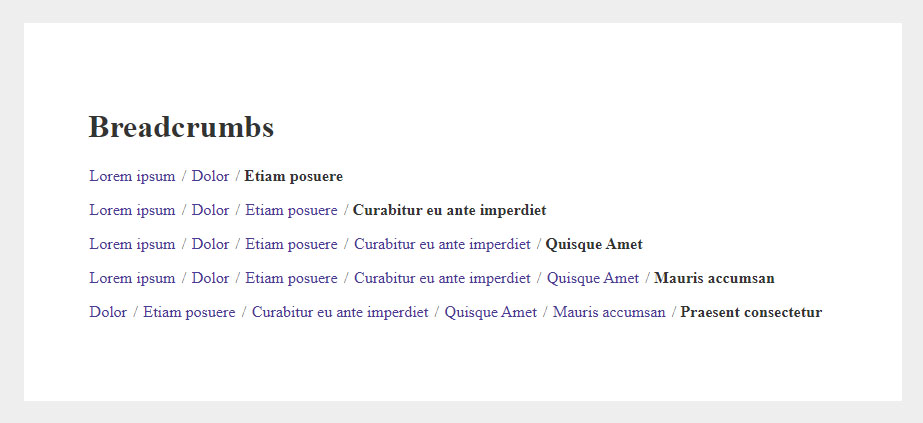 Breadcrumbs
Lorem ipsum / Dolor / Etiam posuere
Lorem ipsum / Dolor / Etiam posuere / Curabitur eu ante imperdiet
Lorem ipsum / Dolor / Etiam posuere / Curabitur eu ante imperdiet / Quisque Amet
Lorem ipsum / Dolor / Etiam posuere / Curabitur eu ante imperdiet / Quisque Amet / Mauris accumsan
Dolor / Etiam posuere / Curabitur eu ante imperdiet / Quisque Amet / Mauris accumsan / Praesent consectetur